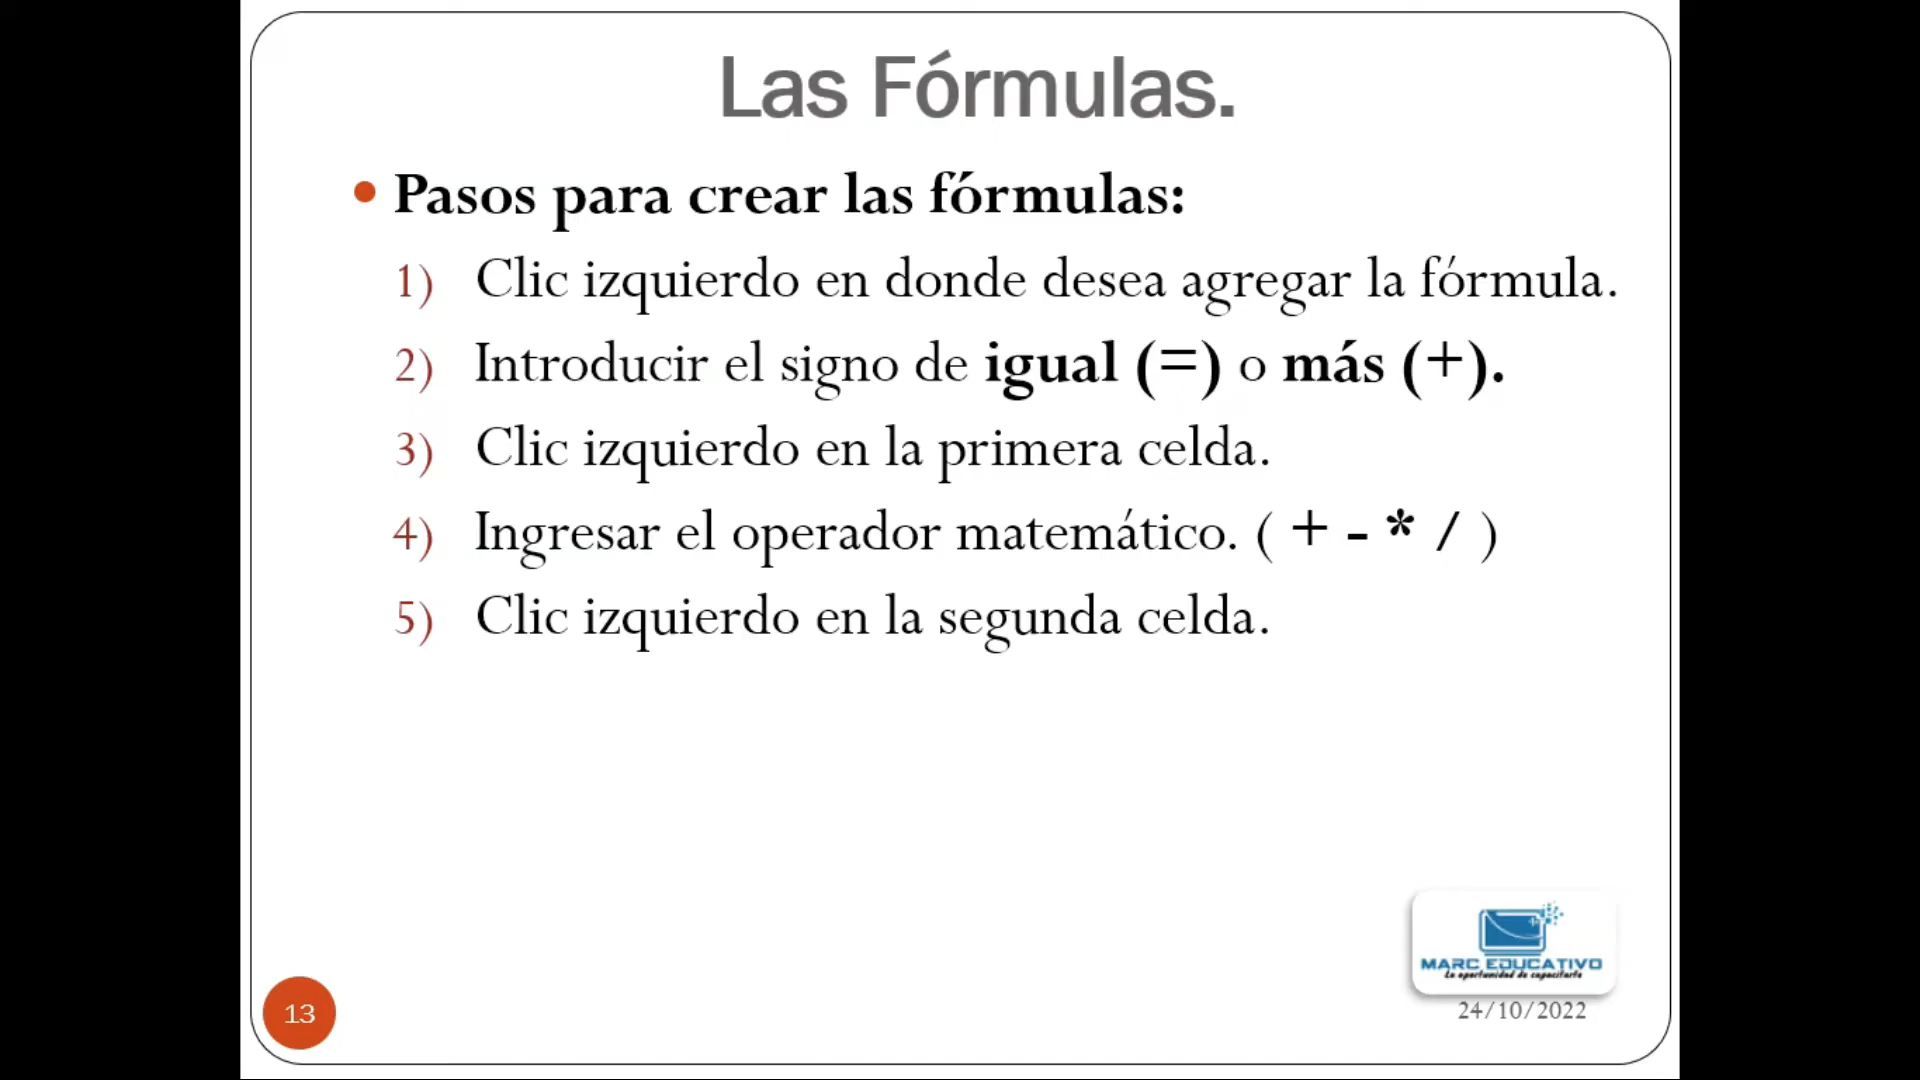 Las Fórmulas.
• Pasos para crear las fórmulas:
1) Clic izquierdo en donde desea agregar la fórmula.
2) Introducir el signo de igual (=) o más (+).
3) Clic izquierdo en la primera celda.
4) Ingresar el operador matemático. ( + - * / )
5) Clic izquierdo en la segunda celda.
MARC EDUCATIVO
La oportunidad de capacitarte
24/10/2022
13